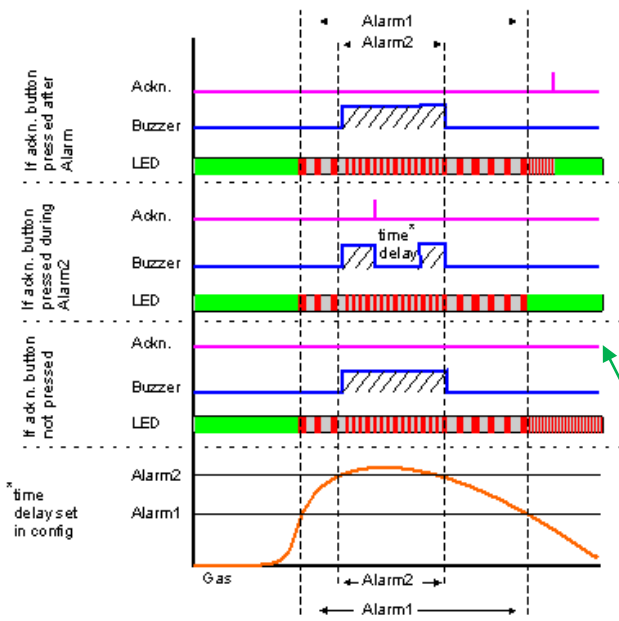 Alarm1
Alarm2
If ackn. button
pressed after
Alarm
Ackn.
Buzzer
LED
If ackn. button
pressed during
Alarm2
Ackn.
time*
delay
Buzzer
LED
If ackn. button
not pressed
Ackn.
Buzzer
LED
*time
delay set
in config
Alarm2
Alarm1
Gas
Alarm2
Alarm1